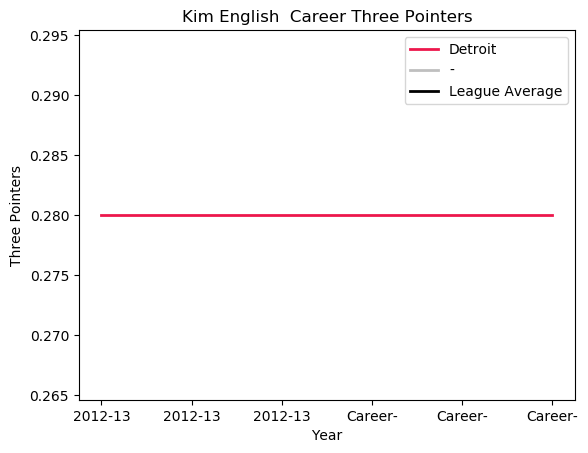 Kim English  Career Three Pointers
0.295
0.290
0.285
0.280
0.275
0.270
0.265
Three Pointers
Detroit
-
League Average
2012-13 2012-13 2012-13 Career- Career- Career-
Year